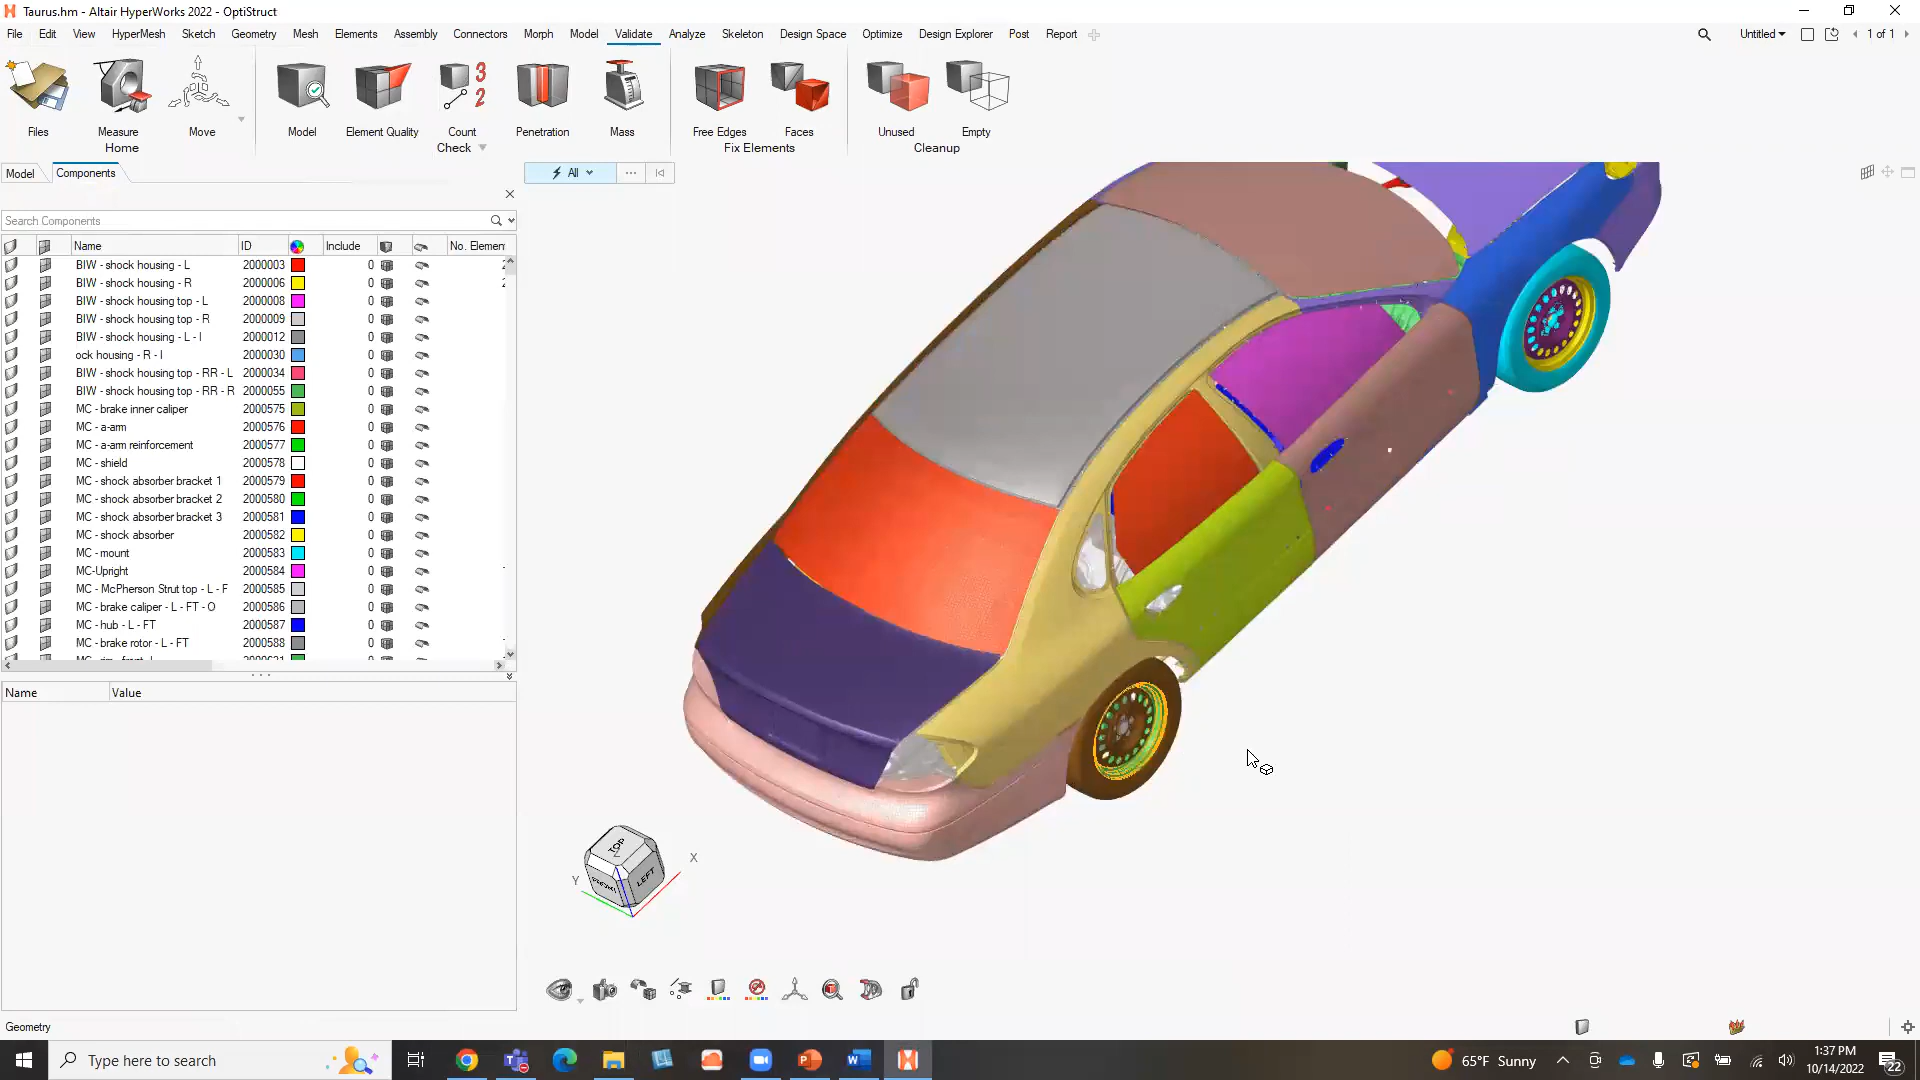 Taurus.hm - Altair HyperWorks 2022 - OptiStruct
File Edit View HyperMesh Sketch Geometry Mesh Elements Assembly Connectors Morph Model Validate Analyze Skeleton Design Space Optimize Design Explorer Post Report Untitled 1 of 1
3
2
Files Measure Move Model Element Quality Count Penetration Mass Free Edges Faces Unused Empty
Home Check Fix Elements Cleanup
Model Components
All
Search Components
Name ID Include No. Elemen
BIW - shock housing - L 2000003 0
BIW - shock housing - R 2000006 0
BIW - shock housing top - L 2000008 0
BIW - shock housing top - R 2000009 0
BIW - shock housing - L - I 2000012 0
ock housing - R - I 2000030 0
BIW - shock housing top - RR - L 2000034 0
BIW - shock housing top - RR - R 2000055 0
MC - brake inner caliper 2000575 0
MC - a-arm 2000576 0
MC - a-arm reinforcement 2000577 0
MC - shield 2000578 0
MC - shock absorber bracket 1 2000579 0
MC - shock absorber bracket 2 2000580 0
MC - shock absorber bracket 3 2000581 0
MC - shock absorber 2000582 0
MC - mount 2000583 0
MC-Upright 2000584 0
MC - McPherson Strut top - L - F 2000585 0
MC - brake caliper - L - FT - O 2000586 0
MC - hub - L - FT 2000587 0
MC - brake rotor - L - FT 2000588 0
Name Value
TOP
LEFT
X
Y
Z
Geometry
Type here to search
65°F Sunny
1:37 PM
10/14/2022
22